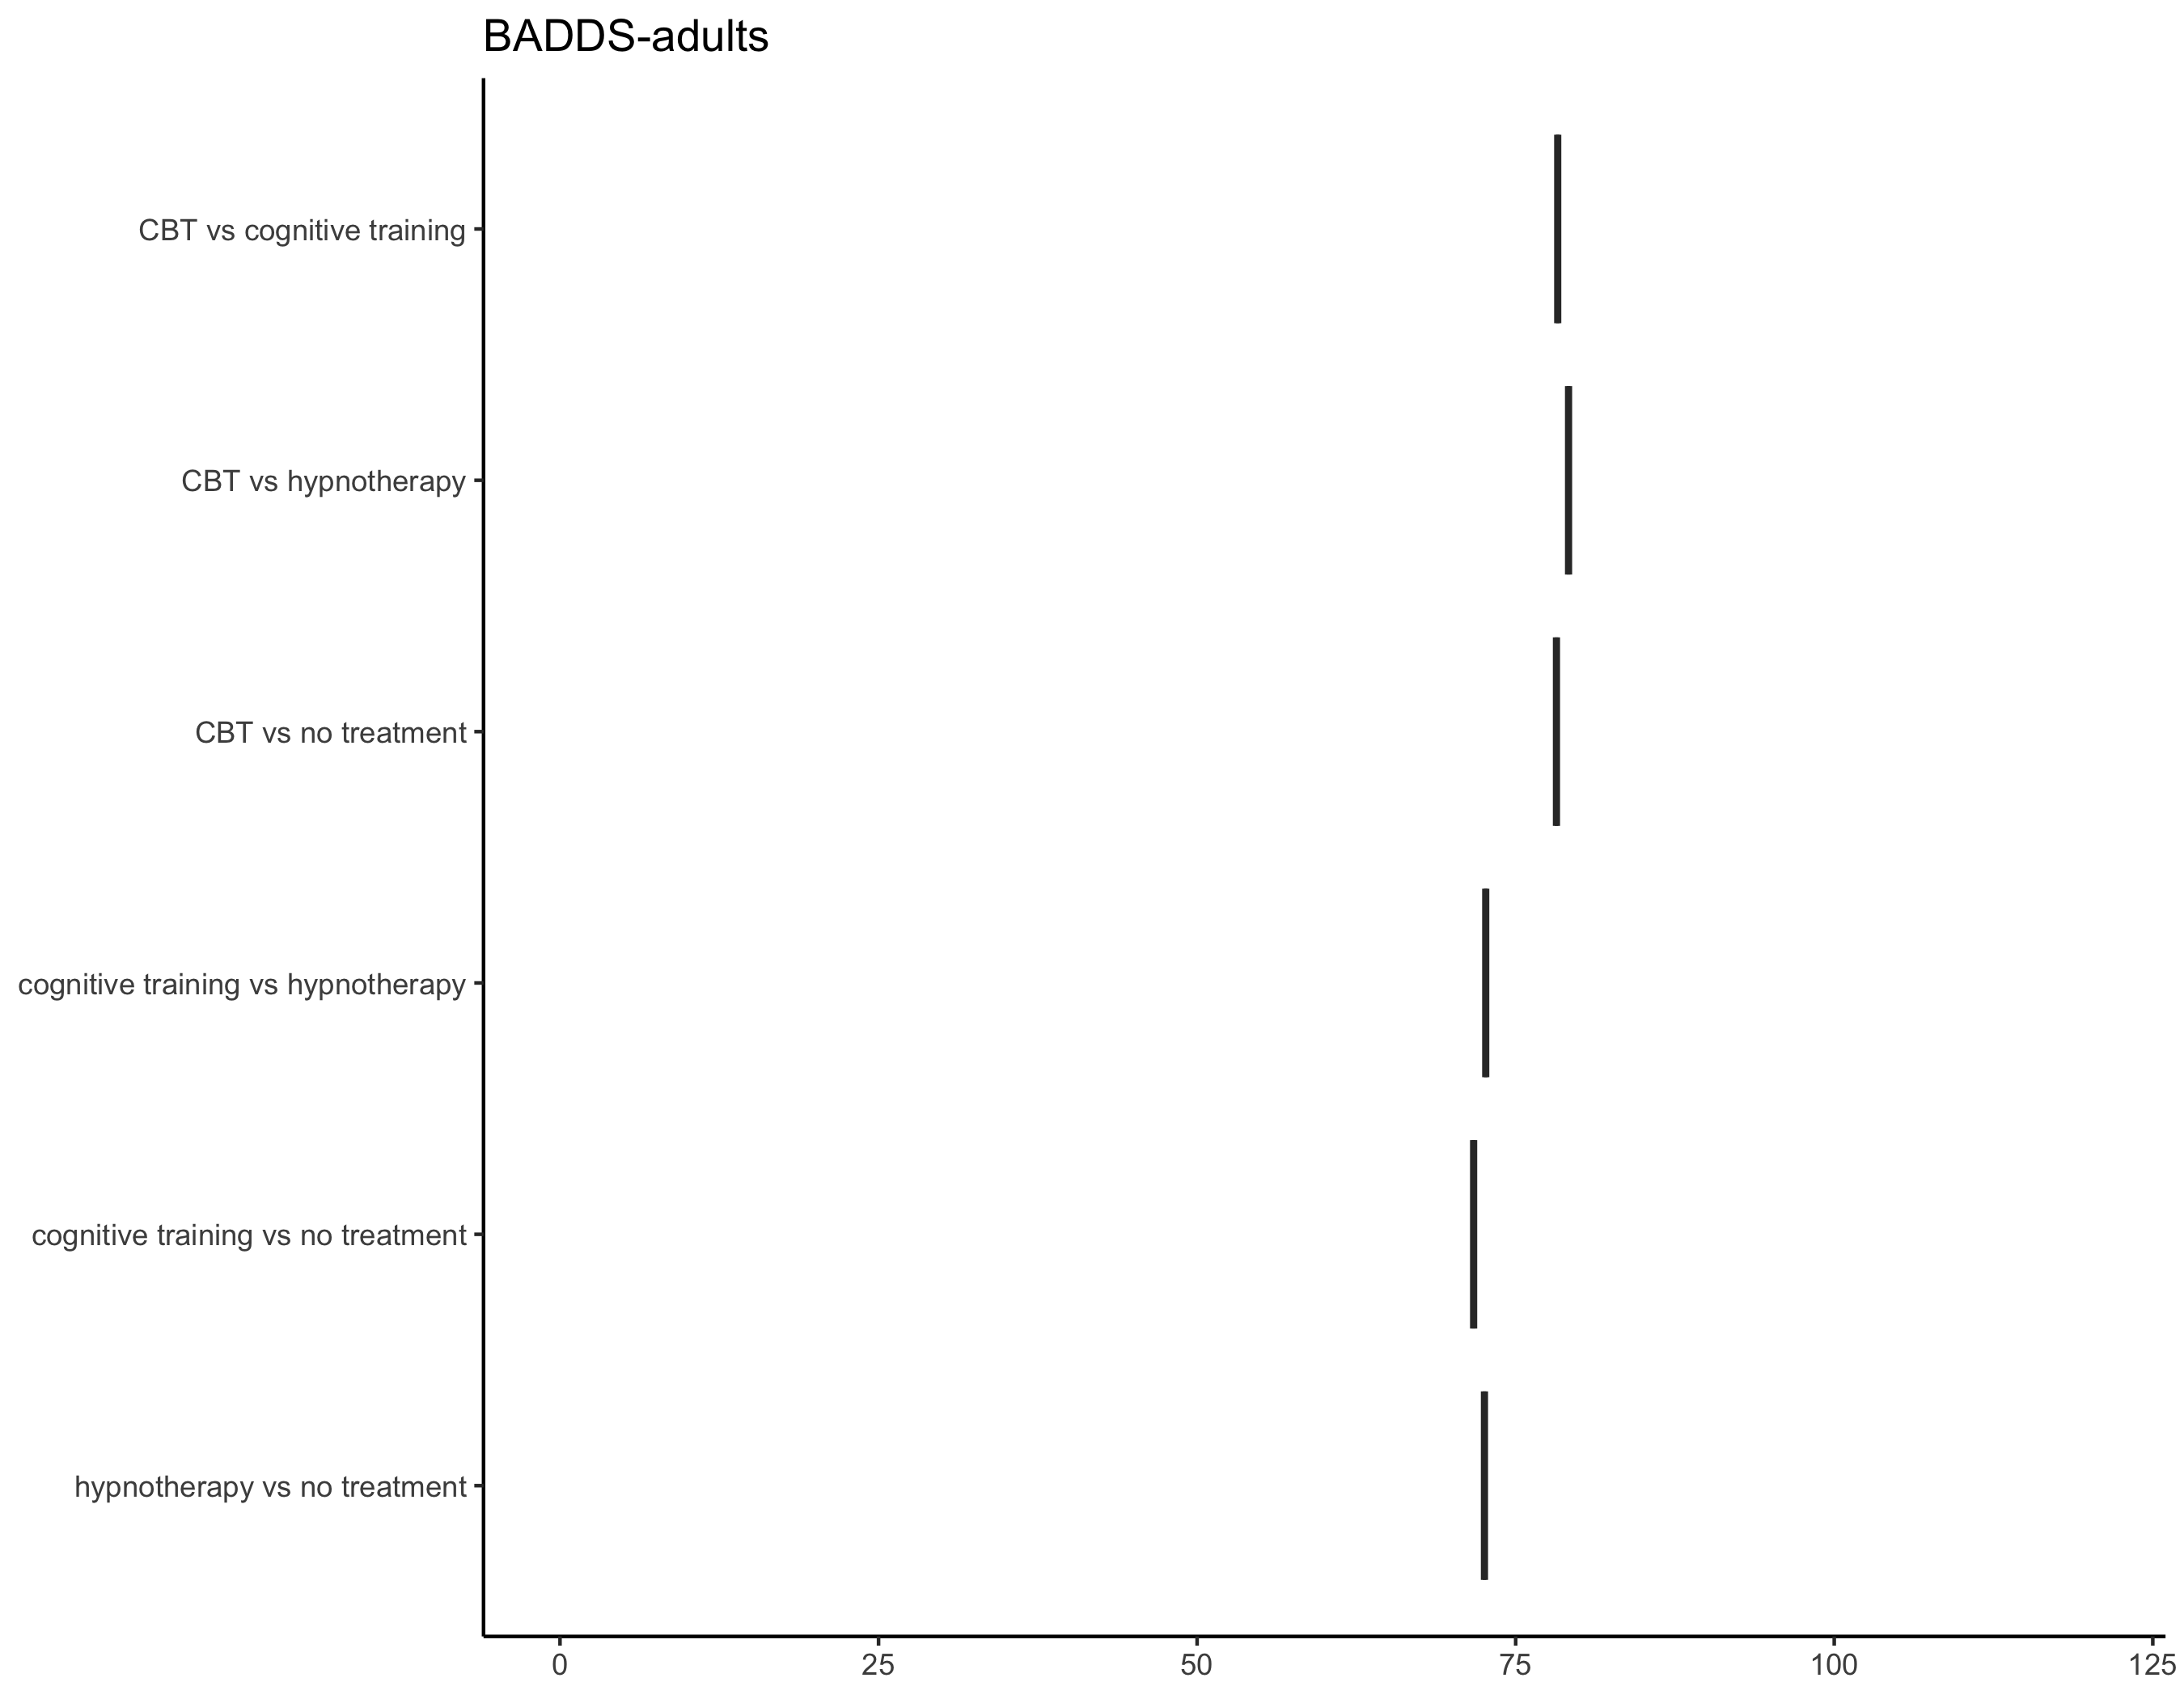 BADDS-adults
CBT vs cognitive training
CBT vs hypnotherapy
CBT vs no treatment
cognitive training vs hypnotherapy
cognitive training vs no treatment
hypnotherapy vs no treatment
0 25 50 75 100 125